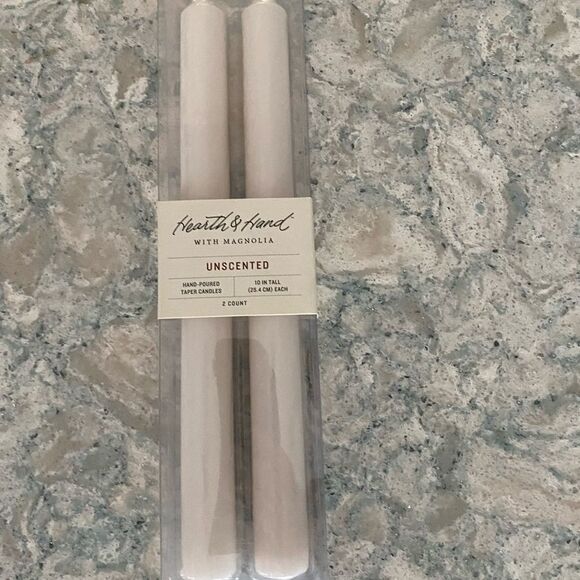 Hearth & Hand
WITH MAGNOLIA
UNSCENTED
HAND-POURED
TAPER CANDLES
10 IN TALL
(25.4 CM) EACH
2 COUNT